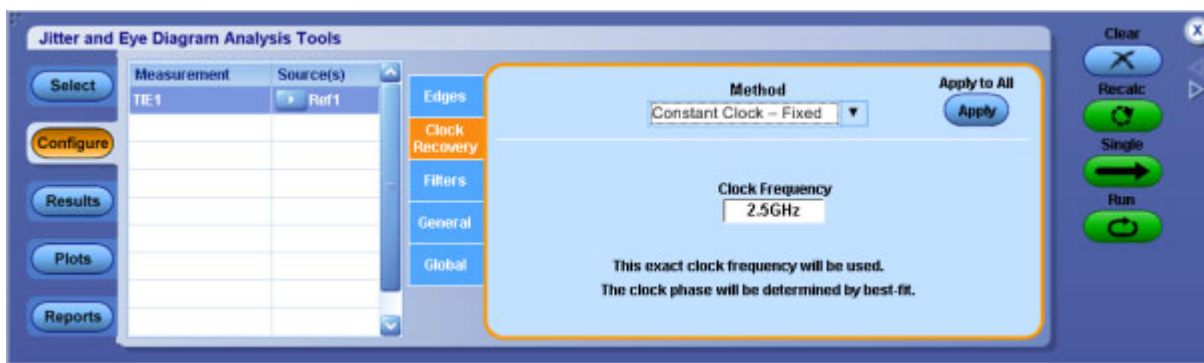 Jitter and Eye Diagram Analysis Tools
Select
Configure
Results
Plots
Reports
Measurement Source(s)
TIE1 Ref1
Edges
Clock
Recovery
Filters
General
Global
Method
Constant Clock – Fixed
Apply to All
Apply
Clock Frequency
2.5GHz
This exact clock frequency will be used.
The clock phase will be determined by best-fit.
Clear
X
Recalc
Single
Run